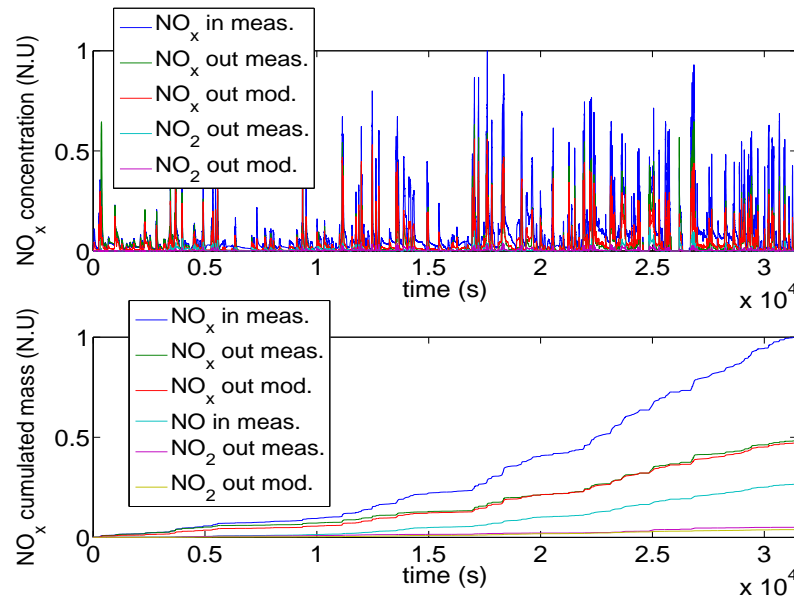 NOx in meas.
NOx out meas.
NOx out mod.
NO2 out meas.
NO2 out mod.
NOx concentration (N.U)
1
0.5
0
0 0.5 1 1.5 2 2.5 3
time (s)
x 10^4
NOx in meas.
NOx out meas.
NOx out mod.
NO in meas.
NO2 out meas.
NO2 out mod.
NOx cumulated mass (N.U)
1
0.5
0
0 0.5 1 1.5 2 2.5 3
time (s)
x 10^4